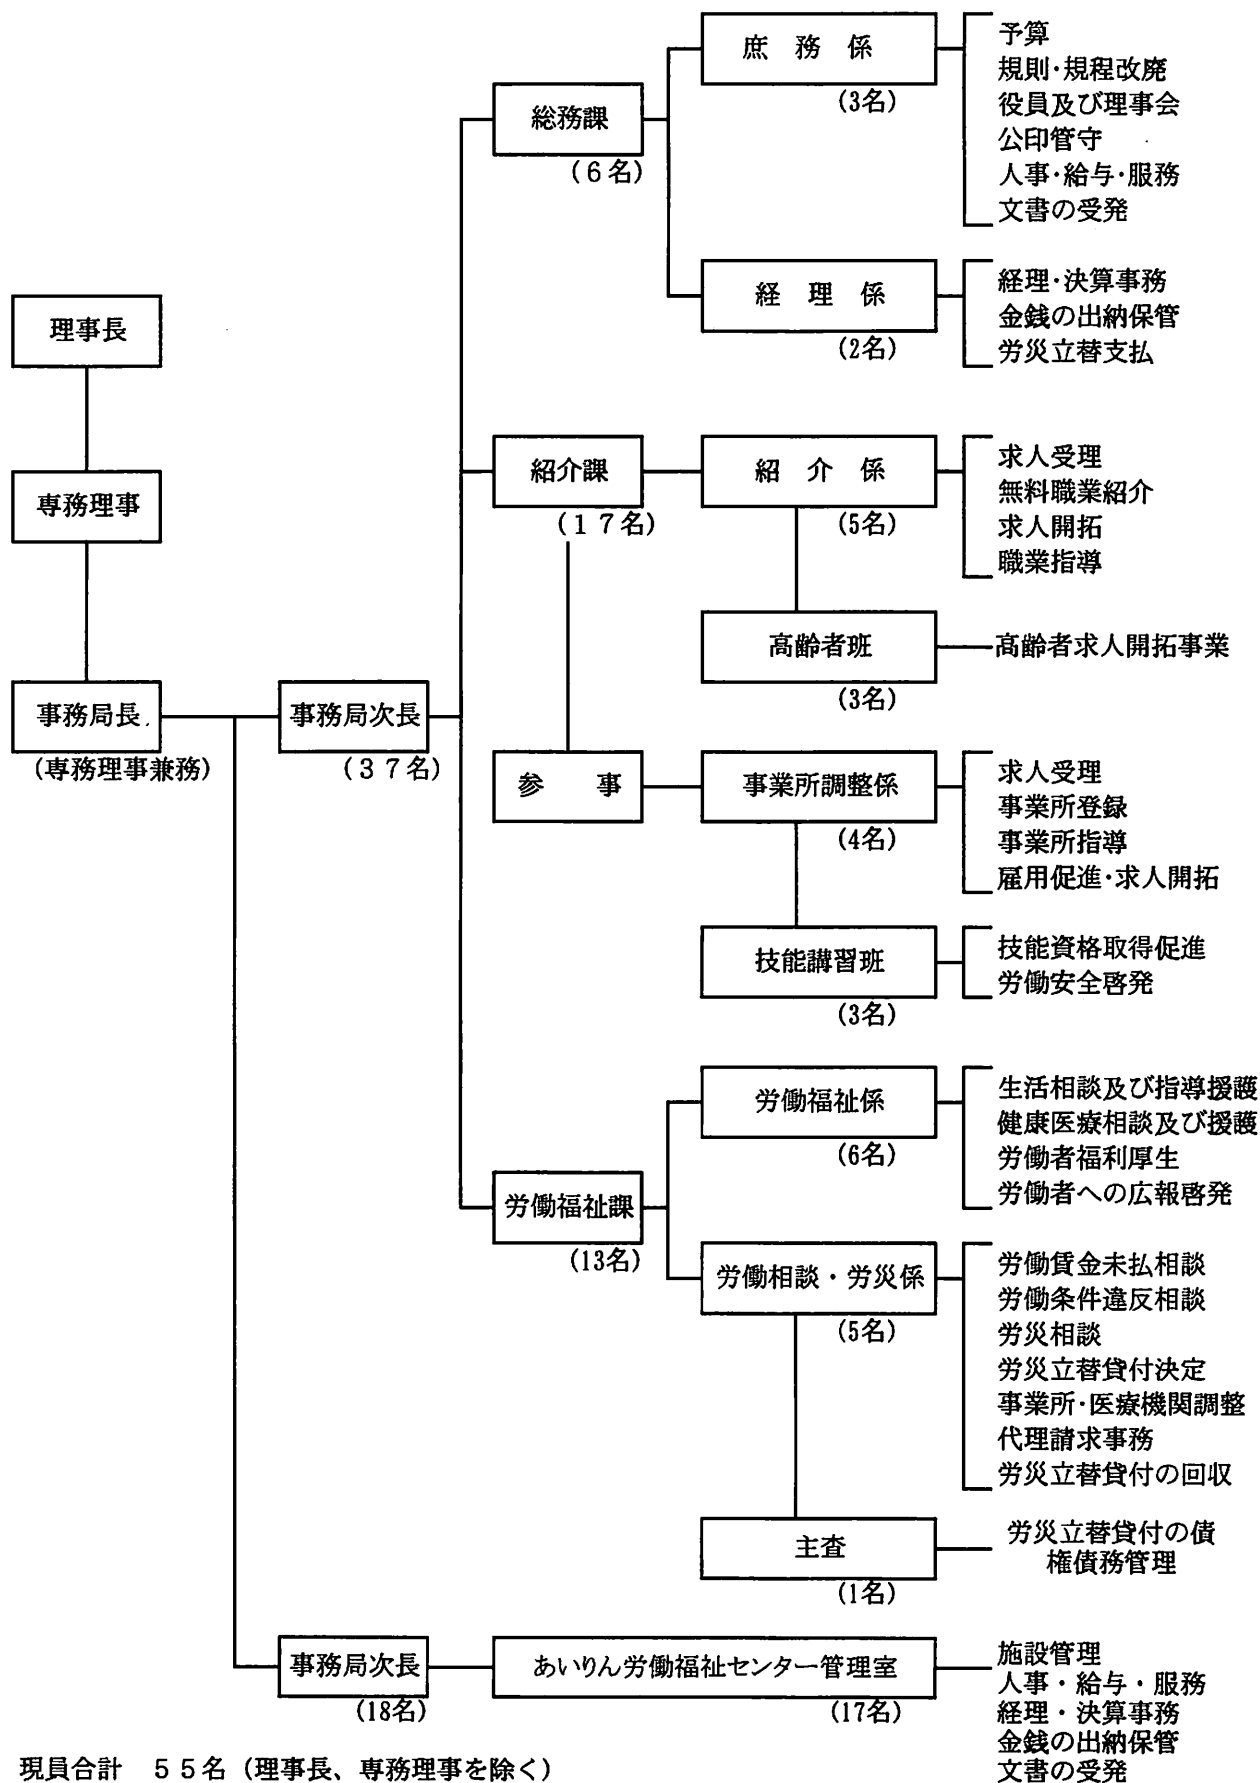 理事長
専務理事
事務局長
(専務理事兼務)
事務局次長
(37名)
総務課
(6名)
庶務係
(3名)
予算
規則・規程改廃
役員及び理事会
公印管守
人事・給与・服務
文書の受発
経理係
(2名)
経理・決算事務
金銭の出納保管
労災立替支払
紹介課
(17名)
紹介係
(5名)
求人受理
無料職業紹介
求人開拓
職業指導
高齢者班
(3名)
高齢者求人開拓事業
参事
事業所調整係
(4名)
求人受理
事業所登録
事業所指導
雇用促進・求人開拓
技能講習班
(3名)
技能資格取得促進
労働安全啓発
労働福祉課
(13名)
労働福祉係
(6名)
生活相談及び指導援護
健康医療相談及び援護
労働者福利厚生
労働者への広報啓発
労働相談・労災係
(5名)
労働賃金未払相談
労働条件違反相談
労災相談
労災立替貸付決定
事業所・医療機関調整
代理請求事務
労災立替貸付の回収
主査
(1名)
労災立替貸付の債
権債務管理
事務局次長
(18名)
あいりん労働福祉センター管理室
(17名)
施設管理
人事・給与・服務
経理・決算事務
金銭の出納保管
文書の受発
現員合計 55名(理事長、専務理事を除く)